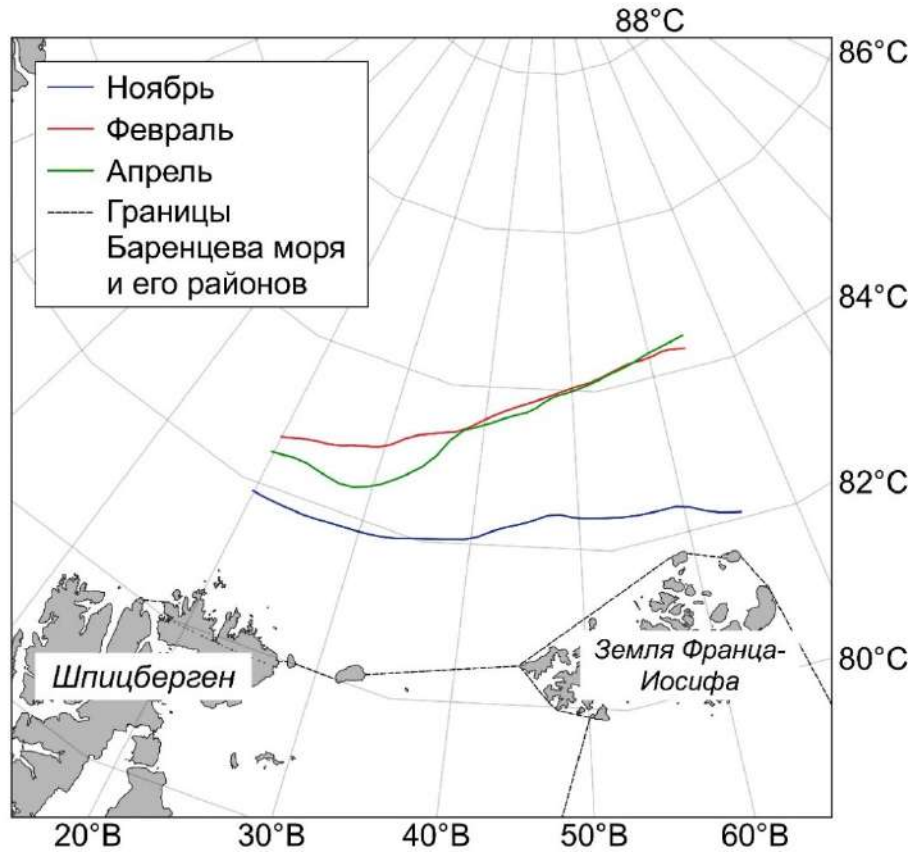 88°С
86°С
Ноябрь
Февраль
Апрель
Границы
Баренцева моря
и его районов
84°С
82°С
80°С
Шпицберген
Земля Франца-
Иосифа
20°В
30°В
40°В
50°В
60°В